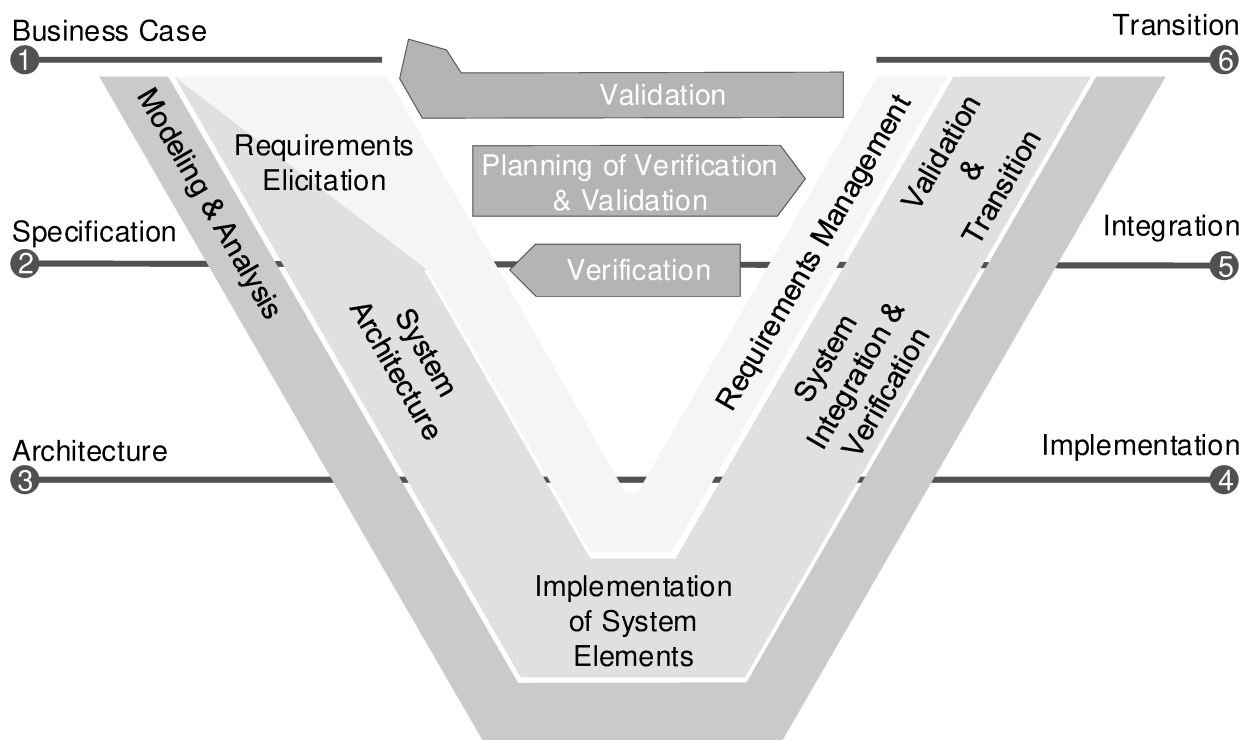 Business Case
1
Transition
6
Validation
Modeling & Analysis
Requirements
Elicitation
Planning of Verification
& Validation
Requirements Management
Validation
&
Transition
Specification
2
Integration
5
Verification
System
Architecture
System
Integration &
Verification
Architecture
3
Implementation
4
Implementation
of System
Elements